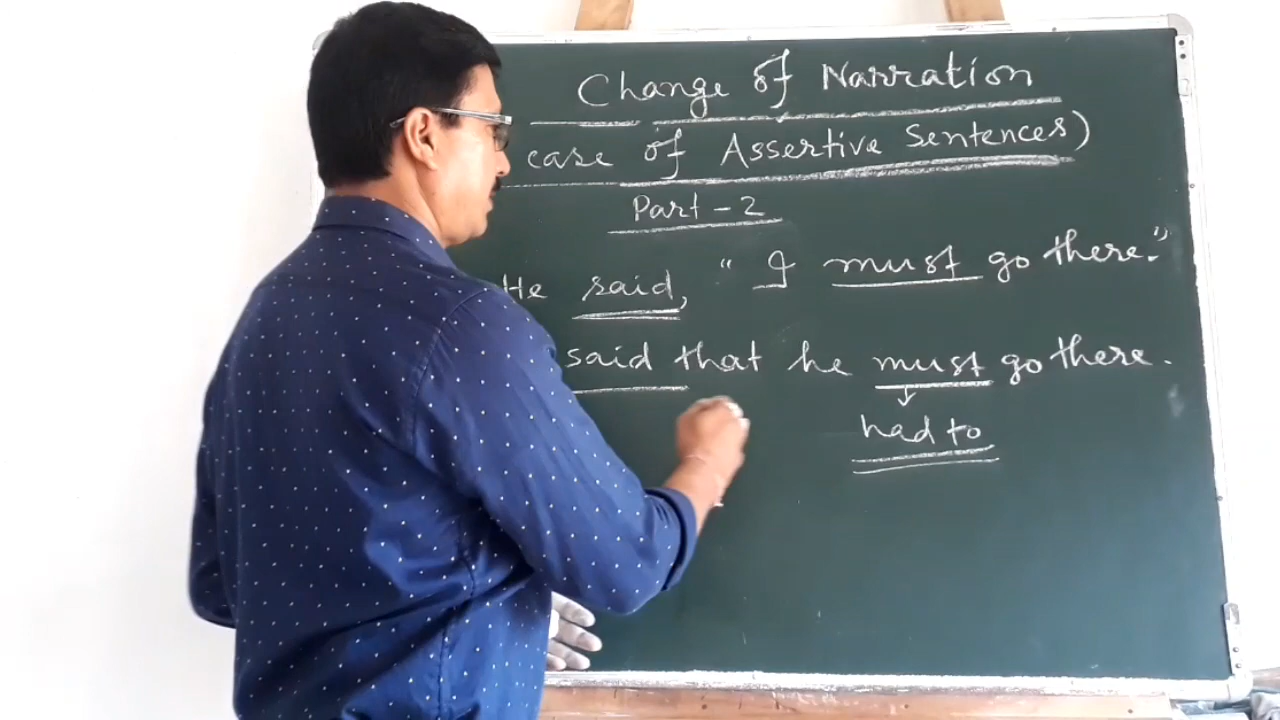 Change of Narration
case of Assertive Sentences)
Part - 2
He said, "I must go there."
said that he must go there.
had to